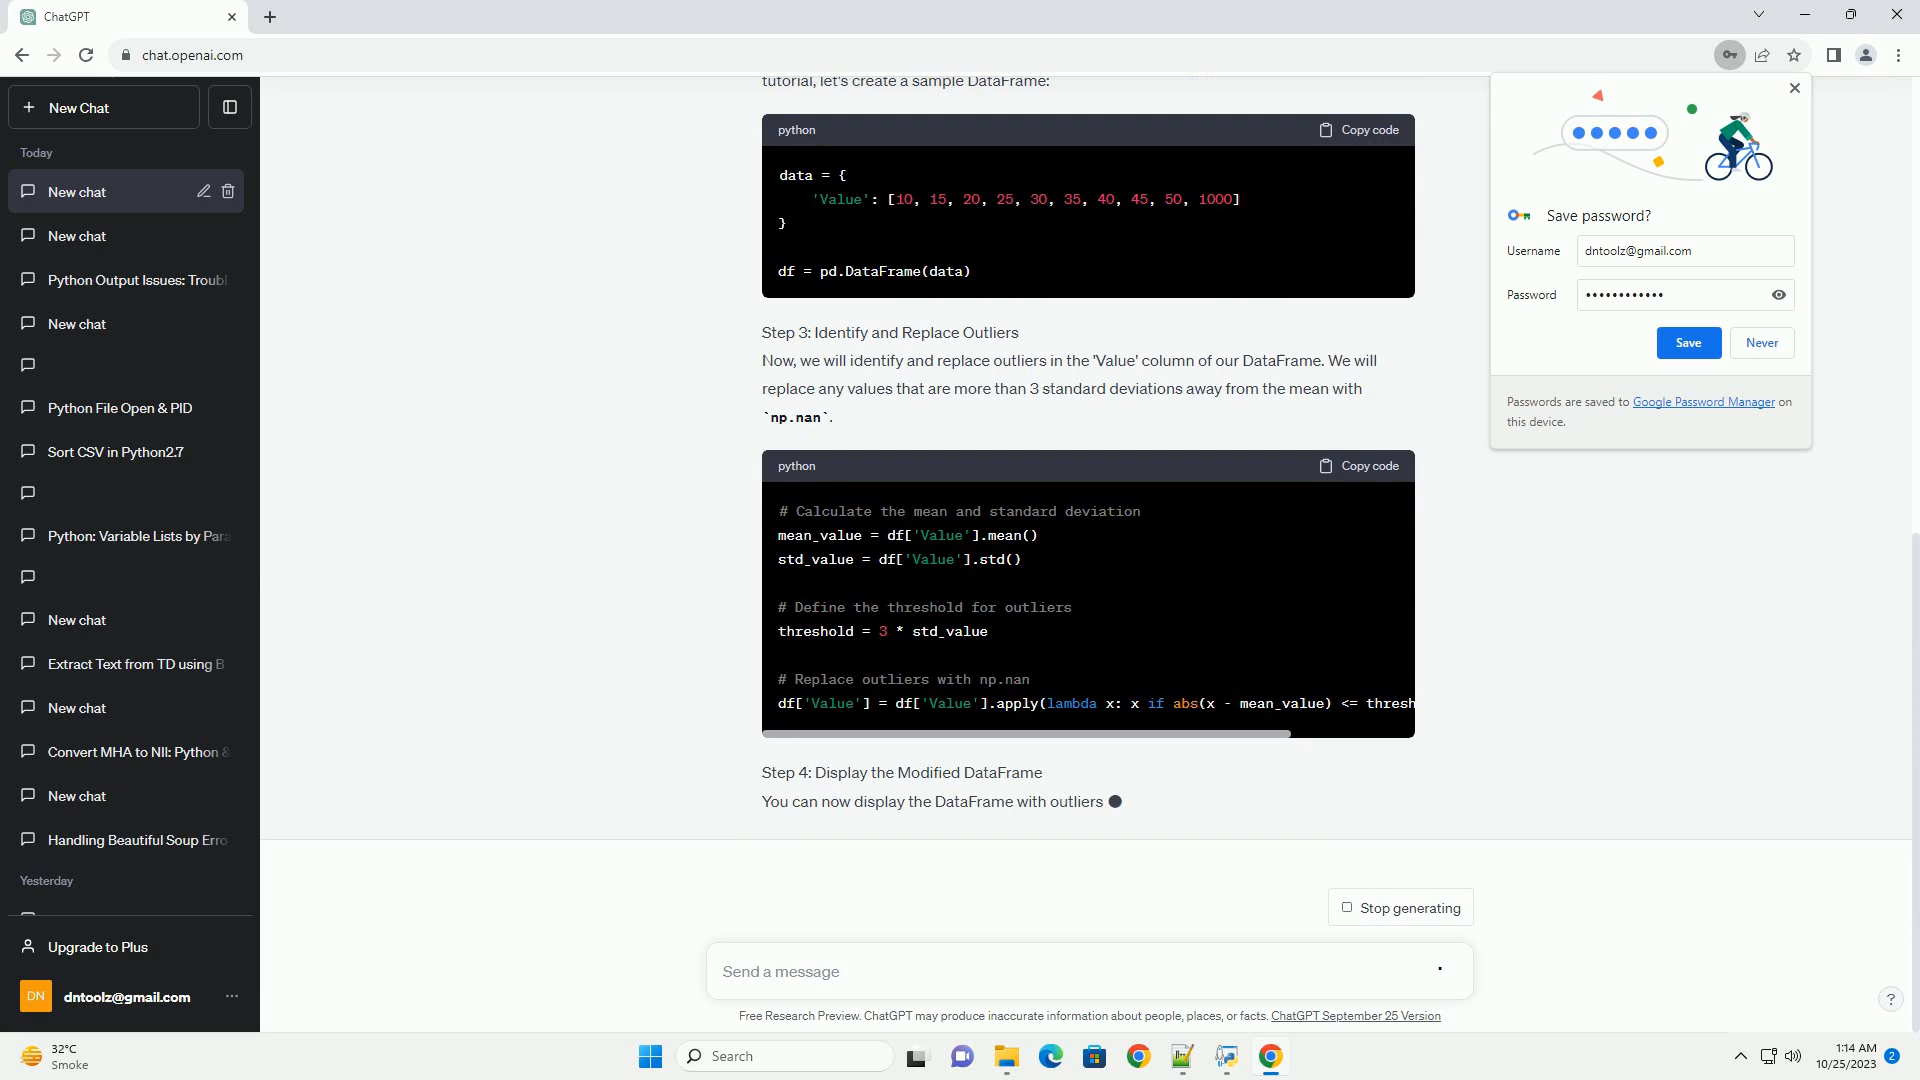 ChatGPT
chat.openai.com
New Chat
Today
New chat
New chat
Python Output Issues: Troubl
New chat
Python File Open & PID
Sort CSV in Python2.7
Python: Variable Lists by Para
New chat
Extract Text from TD using B
New chat
Convert MHA to NII: Python &
New chat
Handling Beautiful Soup Erro
Yesterday
Upgrade to Plus
DN
dntoolz@gmail.com
tutorial, let's create a sample DataFrame:
python
Copy code
data = {
    'Value': [10, 15, 20, 25, 30, 35, 40, 45, 50, 1000]
}
df = pd.DataFrame(data)
Step 3: Identify and Replace Outliers
Now, we will identify and replace outliers in the 'Value' column of our DataFrame. We will
replace any values that are more than 3 standard deviations away from the mean with
`np.nan`.
python
Copy code
# Calculate the mean and standard deviation
mean_value = df['Value'].mean()
std_value = df['Value'].std()
# Define the threshold for outliers
threshold = 3 * std_value
# Replace outliers with np.nan
df['Value'] = df['Value'].apply(lambda x: x if abs(x - mean_value) <= thresh
Step 4: Display the Modified DataFrame
You can now display the DataFrame with outliers
Stop generating
Send a message
Free Research Preview. ChatGPT may produce inaccurate information about people, places, or facts. ChatGPT September 25 Version
?
Save password?
Username
dntoolz@gmail.com
Password
••••••••••••
Save
Never
Passwords are saved to Google Password Manager on
this device.
32°C
Smoke
Search
1:14 AM
10/25/2023
2